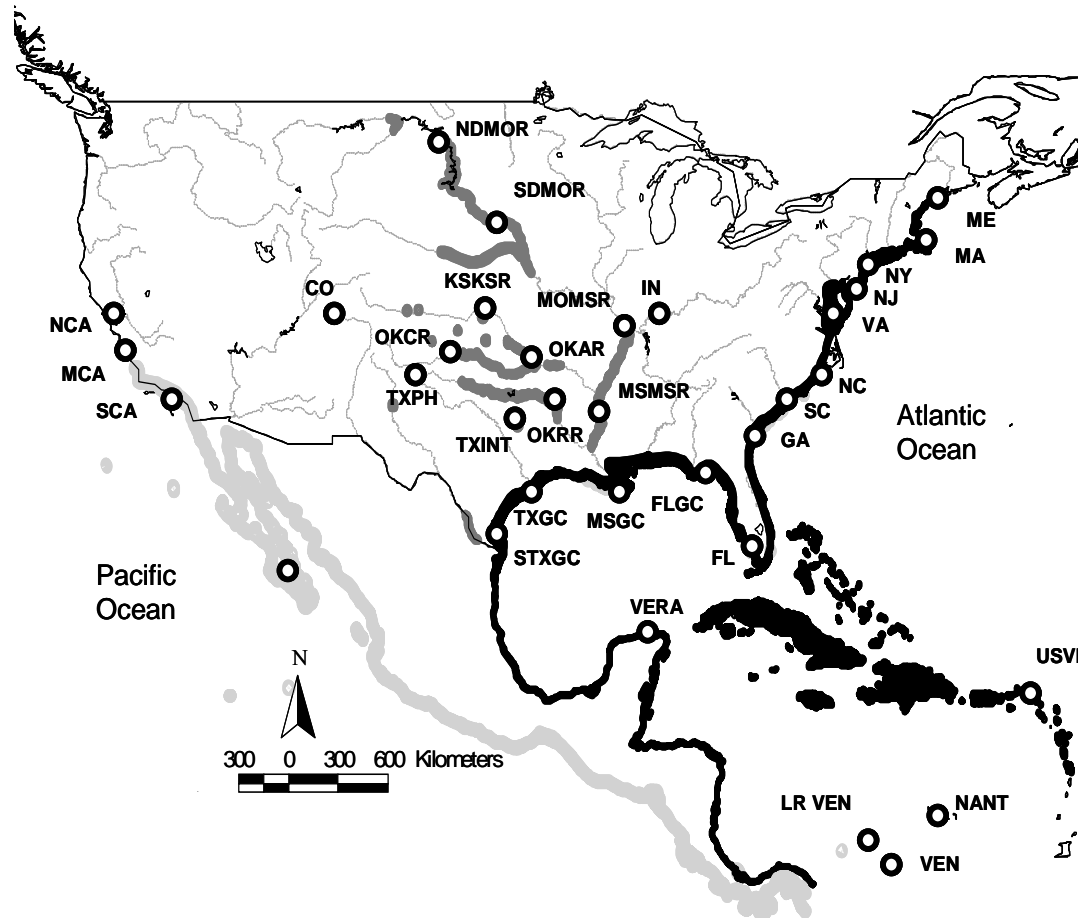 NDMOR
SDMOR
ME
MA
NY
NJ
KSKSR
CO
MOMSR
IN
VA
NCA
OKCR
OKAR
MCA
TXPH
MSMSR
NC
SCA
SC
Atlantic
Ocean
TXINT
OKRR
GA
TXGC
MSGC
FLGC
STXGC
FL
Pacific
Ocean
VERA
N
USVI
300 0 300 600 Kilometers
LR VEN
NANT
VEN